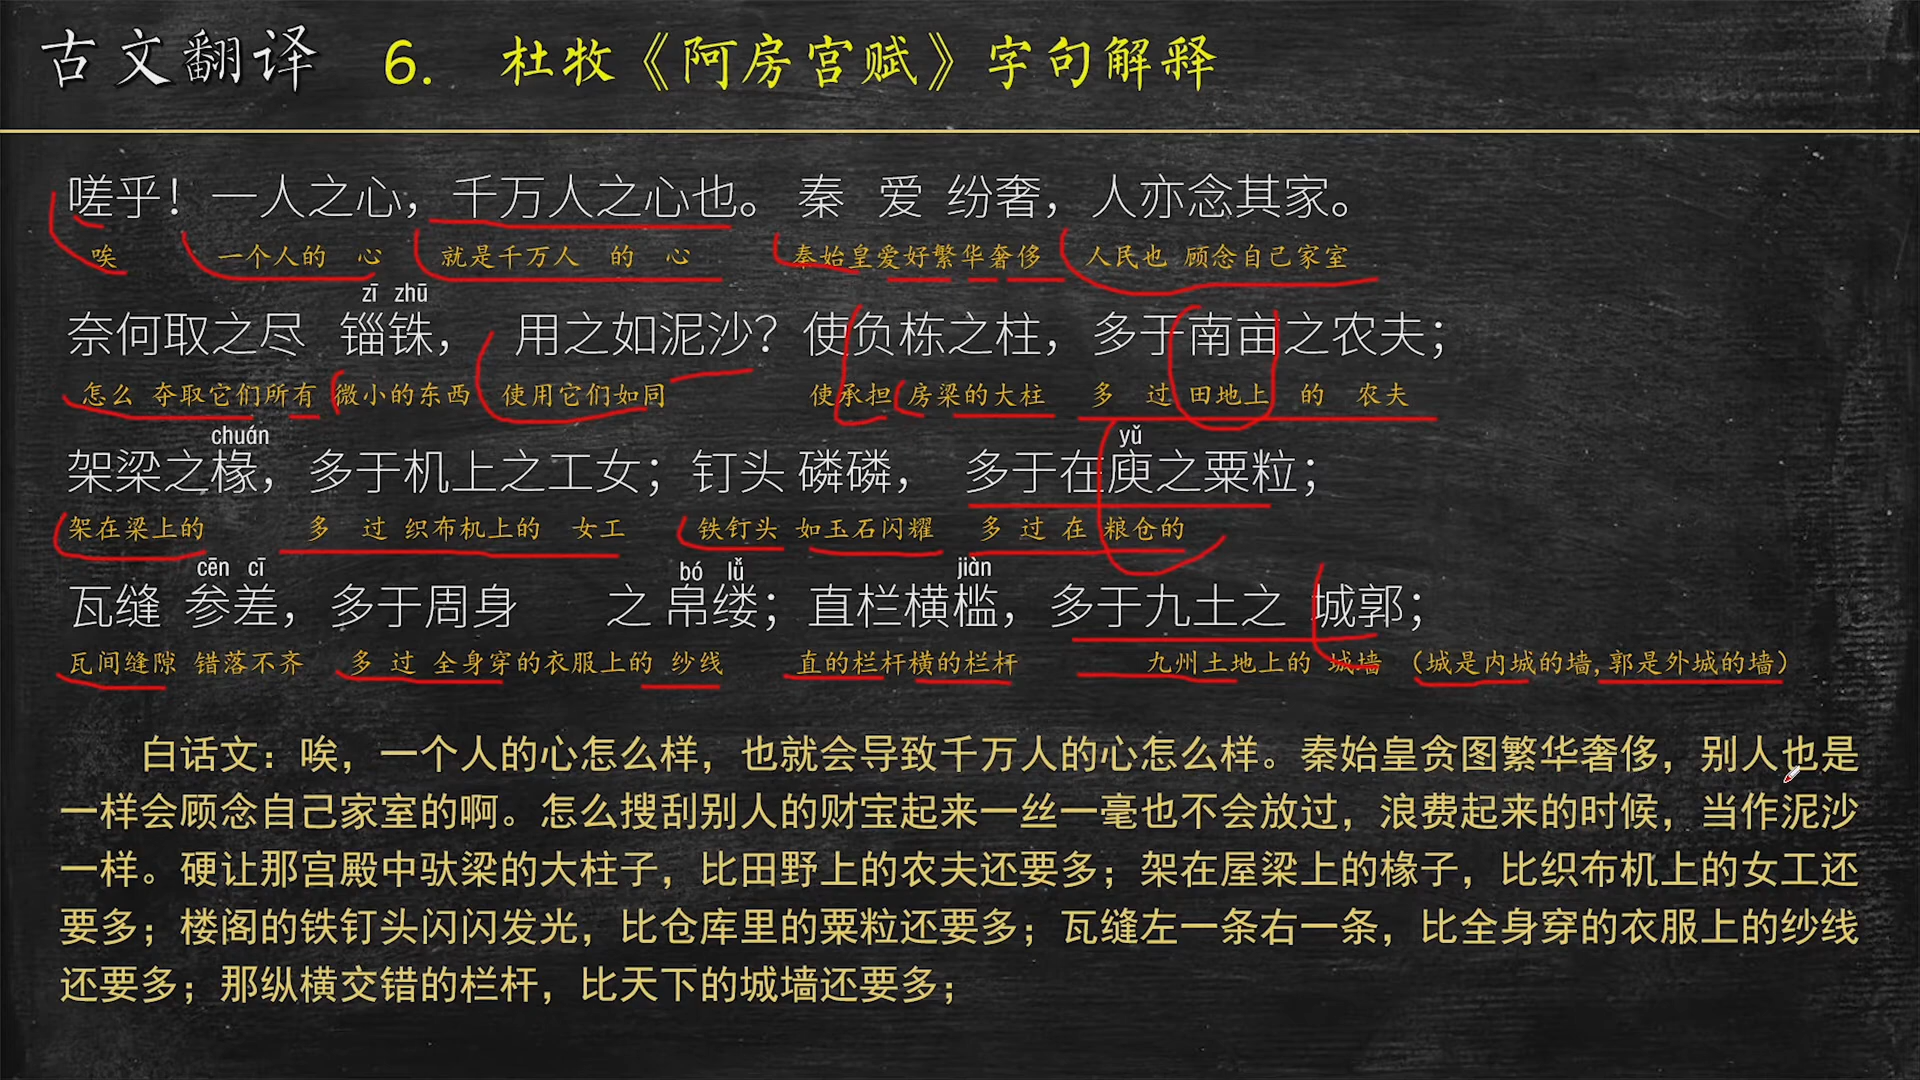 古文翻译 6. 杜牧《阿房宫赋》字句解释
嗟乎！一人之心，千万人之心也。秦 爱 纷奢，人亦念其家。
唉 一个人的 心 就是千万人 的 心 秦始皇爱好繁华奢侈 人民也 顾念自己家室
zī zhū
奈何取之尽 锱铢， 用之如泥沙？使负栋之柱，多于南亩之农夫；
怎么 夺取它们所有 微小的东西 使用它们如同 使承担 房梁的大柱 多 过 田地上 的 农夫
chuán yǔ
架梁之椽，多于机上之工女；钉头 磷磷， 多于在庾之粟粒；
架在梁上的 多 过 织布机上的 女工 铁钉头 如玉石闪耀 多 过 在 粮仓的
cēn cī bó lǚ jiàn
瓦缝 参差，多于周身 之 帛缕；直栏横槛，多于九土之 城郭；
瓦间缝隙 错落不齐 多 过 全身穿的衣服上的 纱线 直的栏杆横的栏杆 九州土地上的 城墙 （城是内城的墙,郭是外城的墙）
白话文：唉，一个人的心怎么样，也就会导致千万人的心怎么样。秦始皇贪图繁华奢侈，别人也是
一样会顾念自己家室的啊。怎么搜刮别人的财宝起来一丝一毫也不会放过，浪费起来的时候，当作泥沙
一样。硬让那宫殿中驮梁的大柱子，比田野上的农夫还要多；架在屋梁上的椽子，比织布机上的女工还
要多；楼阁的铁钉头闪闪发光，比仓库里的粟粒还要多；瓦缝左一条右一条，比全身穿的衣服上的纱线
还要多；那纵横交错的栏杆，比天下的城墙还要多；